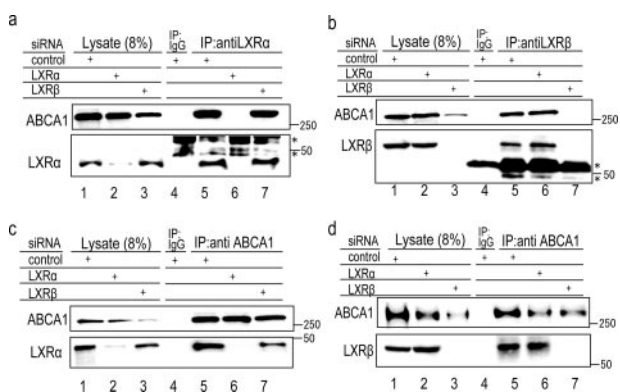 a
siRNA Lysate (8%) IP: IgG IP:antiLXRα
control + + +
LXRα + +
LXRβ + +
ABCA1
250
LXRα * 50 *
1 2 3 4 5 6 7
b
siRNA Lysate (8%) IP: IgG IP:antiLXRβ
control + + +
LXRα + +
LXRβ + +
ABCA1
250
LXRβ
* 50 *
1 2 3 4 5 6 7
c
siRNA Lysate (8%) IP: IgG IP:anti ABCA1
control + + +
LXRα + +
LXRβ + +
ABCA1
250
LXRα 50
1 2 3 4 5 6 7
d
siRNA Lysate (8%) IP: IgG IP:anti ABCA1
control + + +
LXRα + +
LXRβ + +
ABCA1
250
LXRβ 50
1 2 3 4 5 6 7